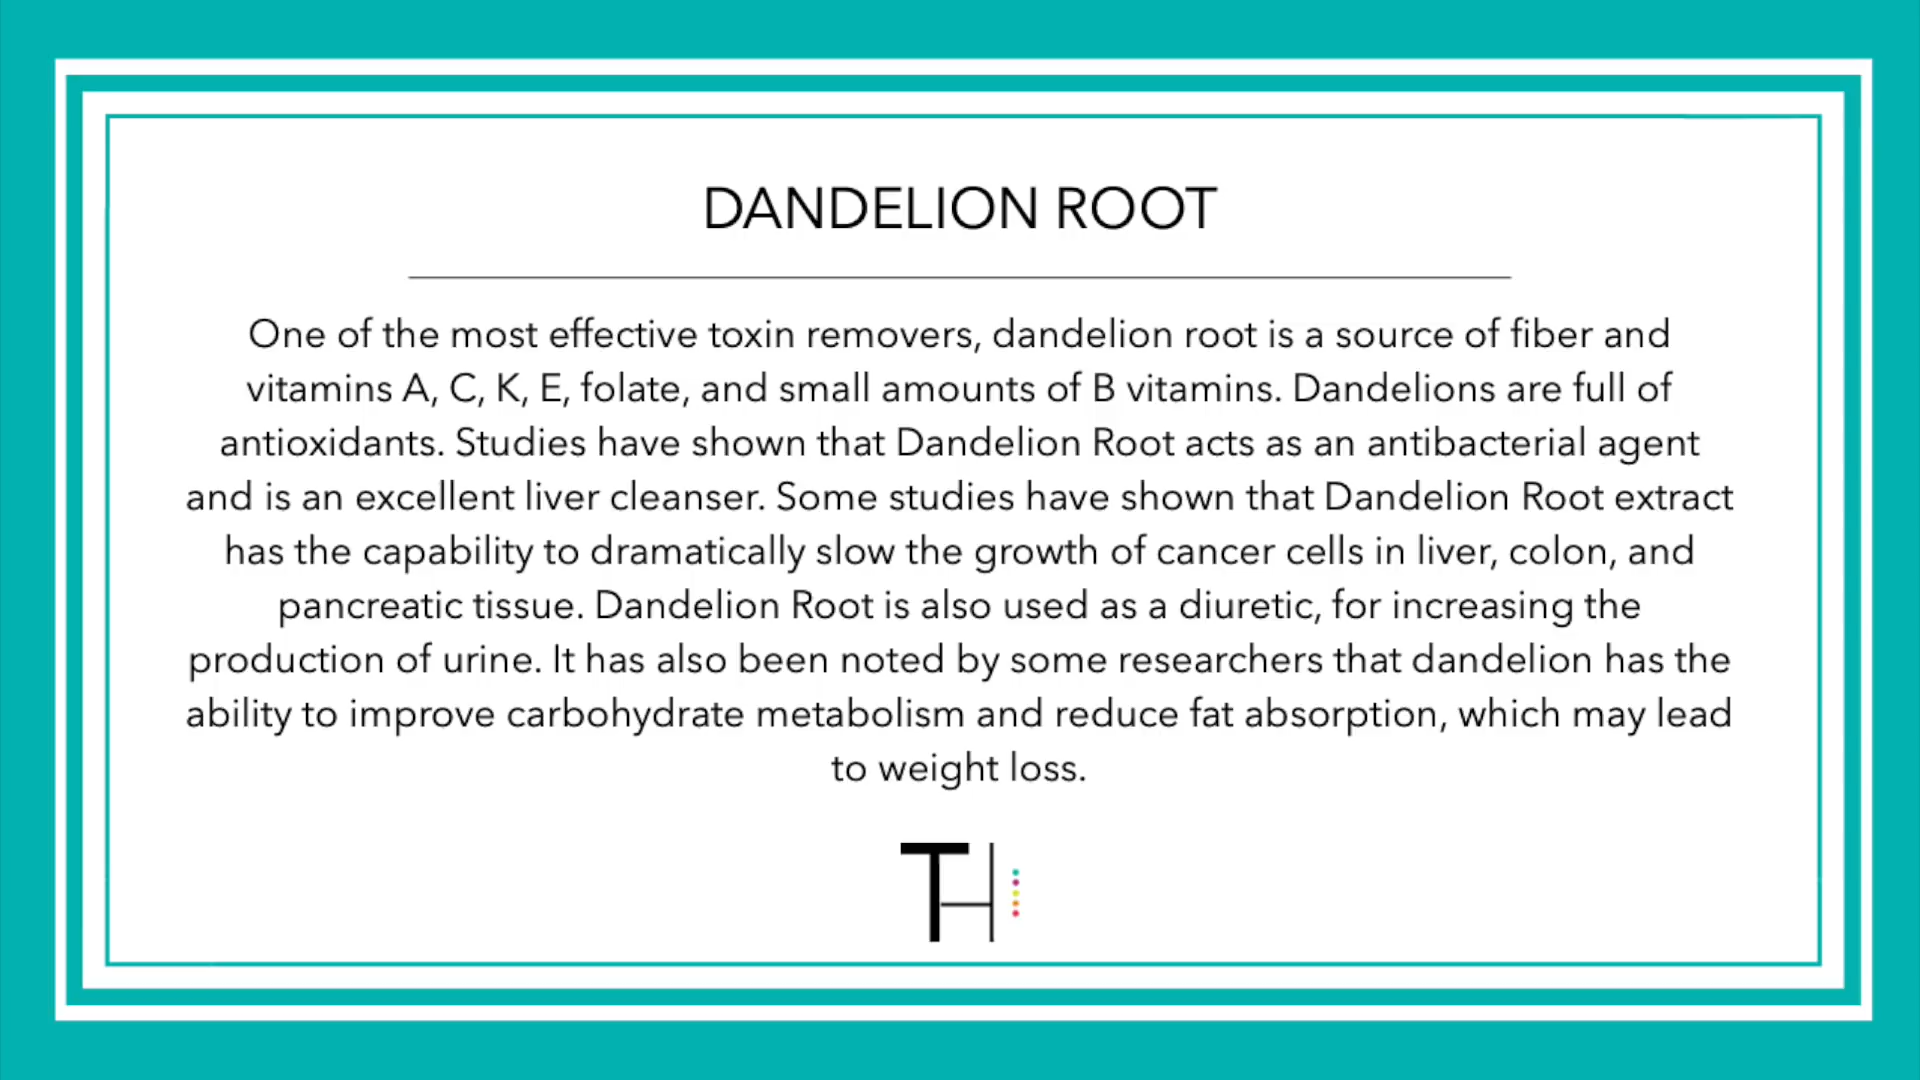 DANDELION ROOT
One of the most effective toxin removers, dandelion root is a source of fiber and
vitamins A, C, K, E, folate, and small amounts of B vitamins. Dandelions are full of
antioxidants. Studies have shown that Dandelion Root acts as an antibacterial agent
and is an excellent liver cleanser. Some studies have shown that Dandelion Root extract
has the capability to dramatically slow the growth of cancer cells in liver, colon, and
pancreatic tissue. Dandelion Root is also used as a diuretic, for increasing the
production of urine. It has also been noted by some researchers that dandelion has the
ability to improve carbohydrate metabolism and reduce fat absorption, which may lead
to weight loss.
TH